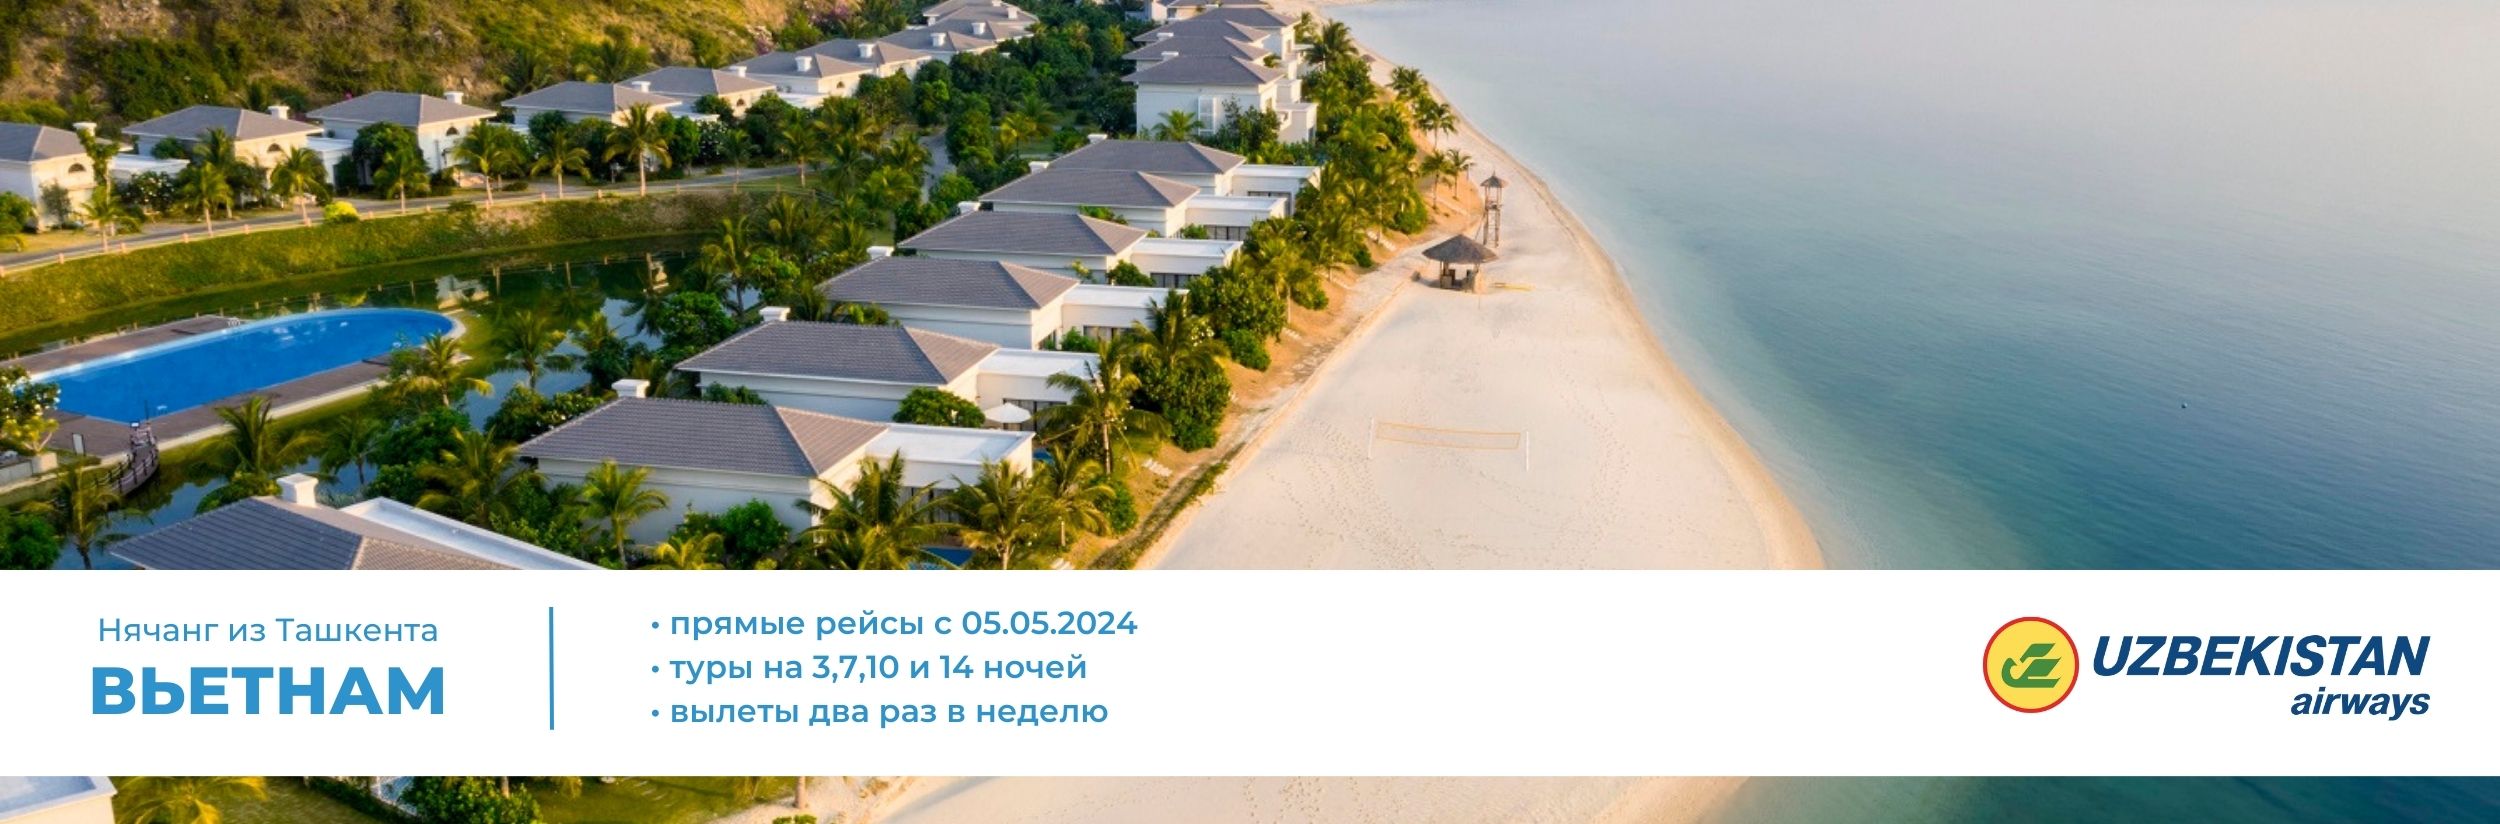 Нячанг из Ташкента
ВЬЕТНАМ
• прямые рейсы с 05.05.2024
• туры на 3,7,10 и 14 ночей
• вылеты два раз в неделю
UZBEKISTAN
airways